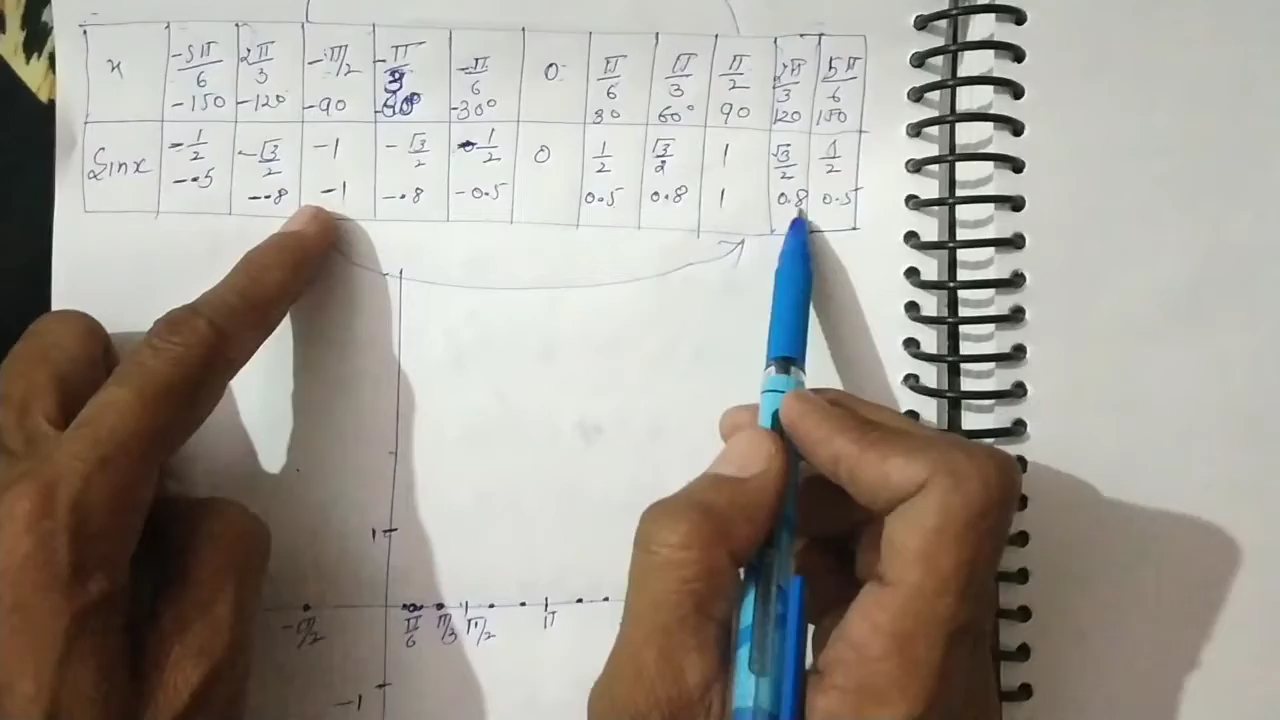 x | -5π/6 | 2π/3 | -π/2 | -π/3 | -π/6 | 0 | π/6 | π/3 | π/2 | 2π/3 | 5π/6
-150 | -120 | -90 | -60° | -30° | 30 | 60° | 90 | 120 | 150
Sinx | -1/2 | -√3/2 | -1 | -√3/2 | -1/2 | 0 | 1/2 | √3/2 | 1 | √3/2 | 1/2
-.5 | -.8 | -1 | -.8 | -0.5 | 0.5 | 0.8 | 1 | 0.8 | 0.5
1
-π/2 π/6 π/3 π/2 π
-1